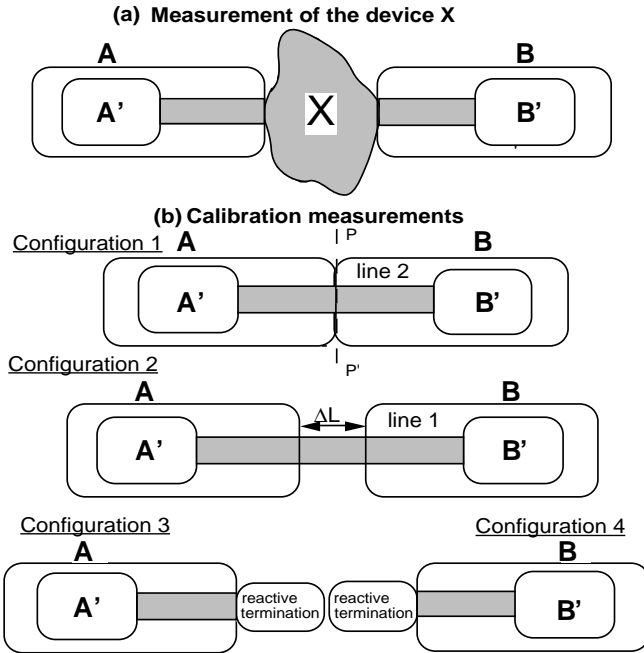 (a) Measurement of the device X
A
B
A'
X
B'
(b) Calibration measurements
Configuration 1
A
P
B
line 2
A'
B'
P'
Configuration 2
A
B
ΔL
line 1
A'
B'
Configuration 3
Configuration 4
A
B
A'
reactive
termination
reactive
termination
B'